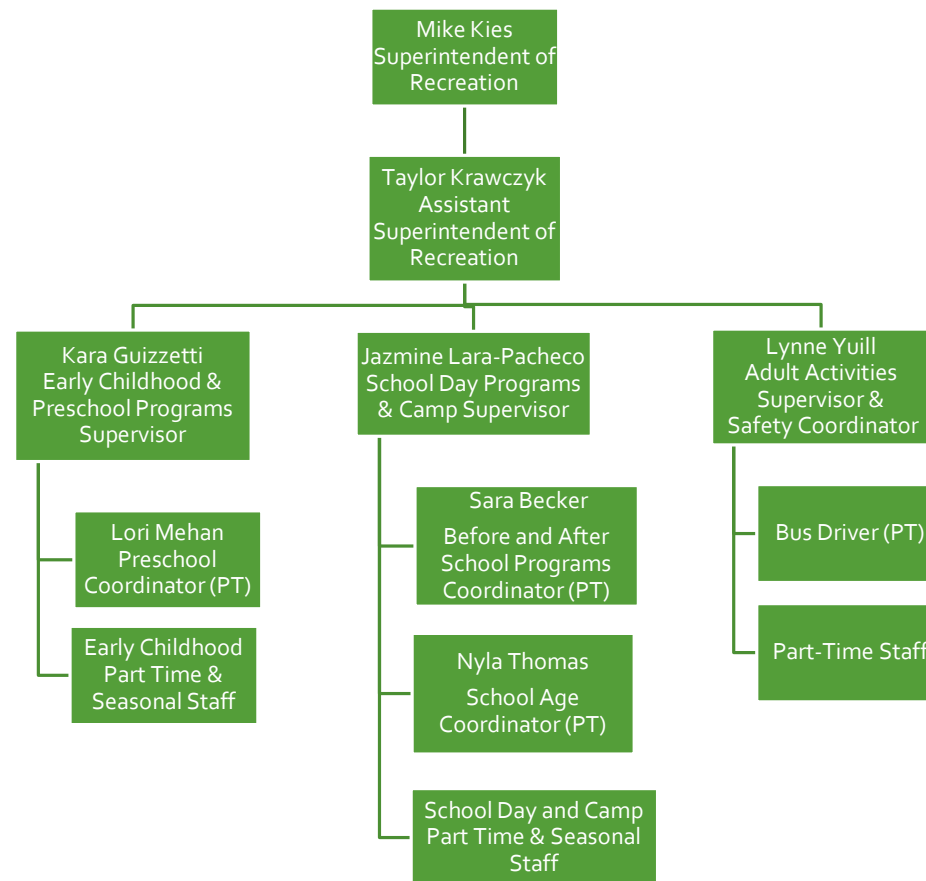 Mike Kies
Superintendent of
Recreation
Taylor Krawczyk
Assistant
Superintendent of
Recreation
Kara Guizzetti
Early Childhood &
Preschool Programs
Supervisor
Lori Mehan
Preschool
Coordinator (PT)
Early Childhood
Part Time &
Seasonal Staff
Jazmine Lara-Pacheco
School Day Programs
& Camp Supervisor
Sara Becker
Before and After
School Programs
Coordinator (PT)
Nyla Thomas
School Age
Coordinator (PT)
School Day and Camp
Part Time & Seasonal
Staff
Lynne Yuill
Adult Activities
Supervisor &
Safety Coordinator
Bus Driver (PT)
Part-Time Staff